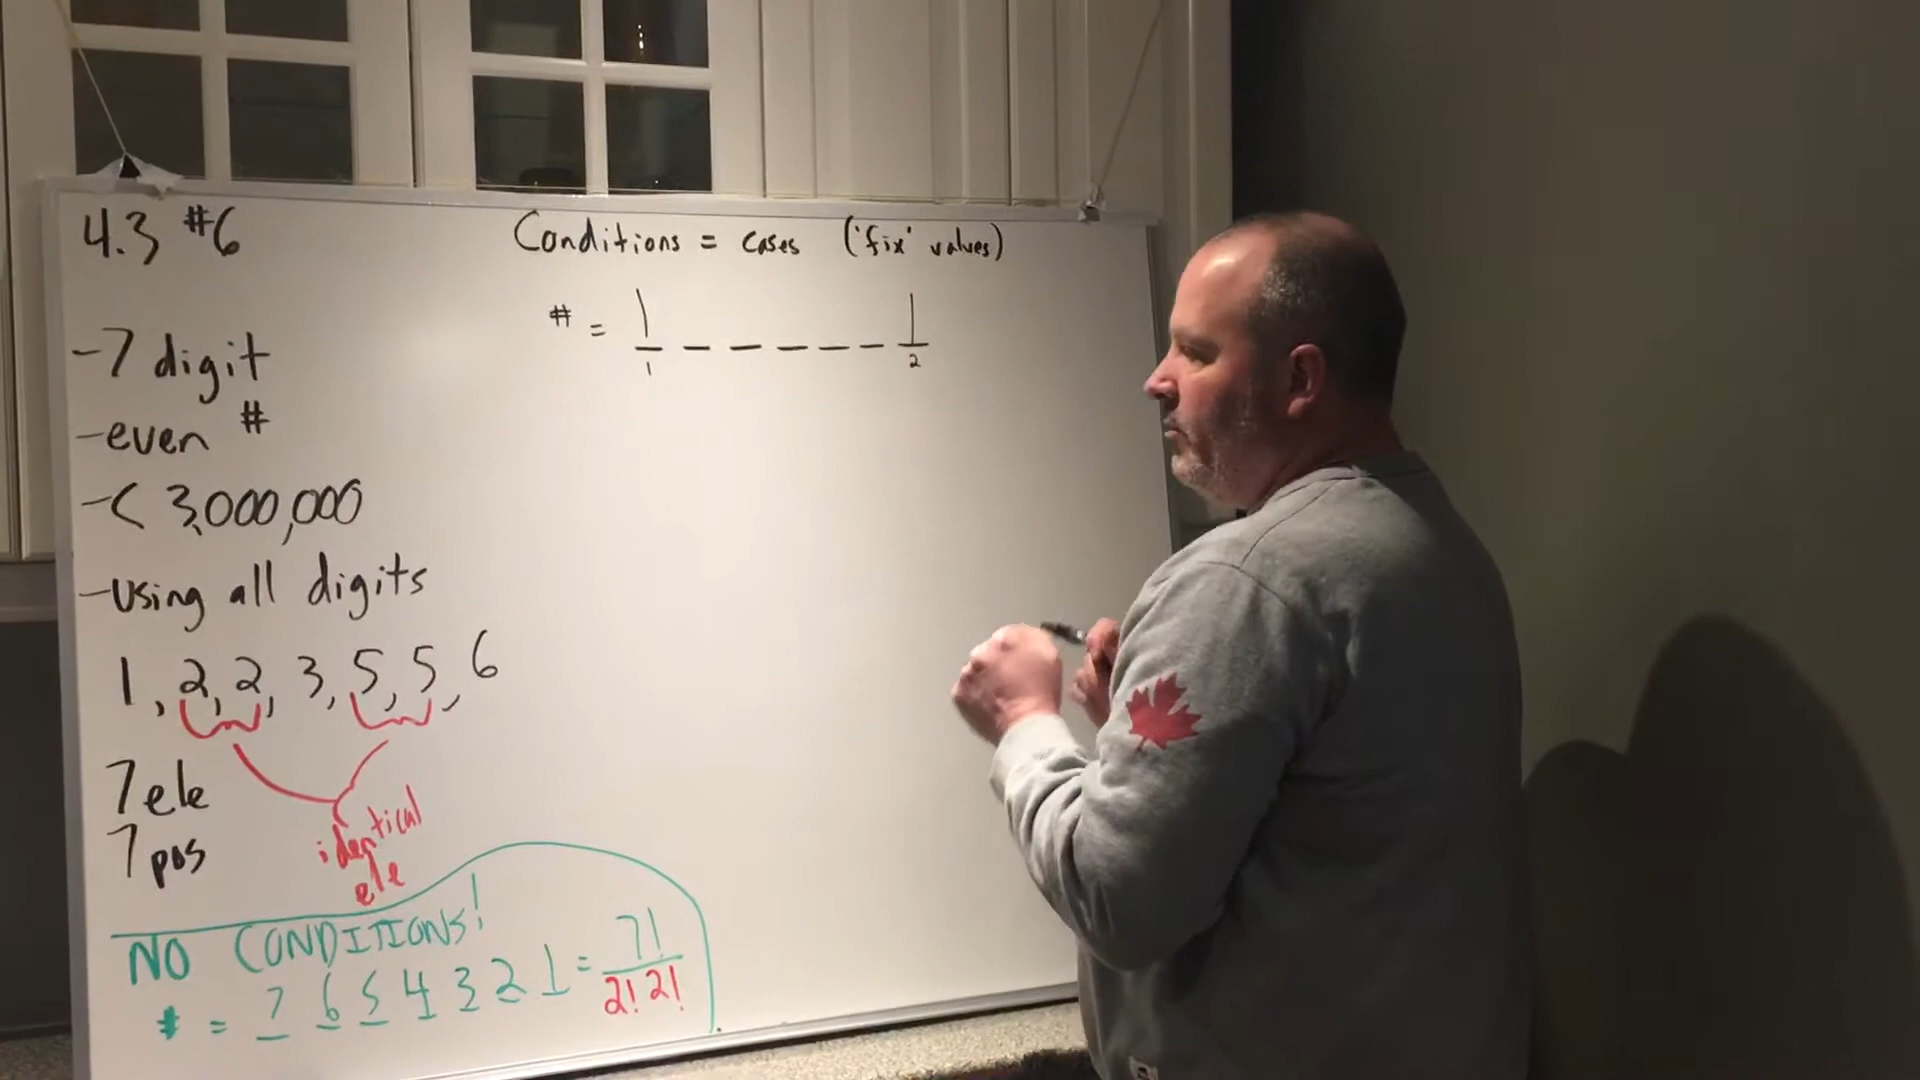 4.3 #6
-7 digit
-even #
-< 3,000,000
-using all digits
1, 2, 2, 3, 5, 5, 6
7 ele
7 pos
identical
ele
NO CONDITIONS!
# = 7 6 5 4 3 2 1 = 7!
2! 2!
Conditions = cases ('fix' values)
# = 1 _ _ _ _ _ 1
1 2